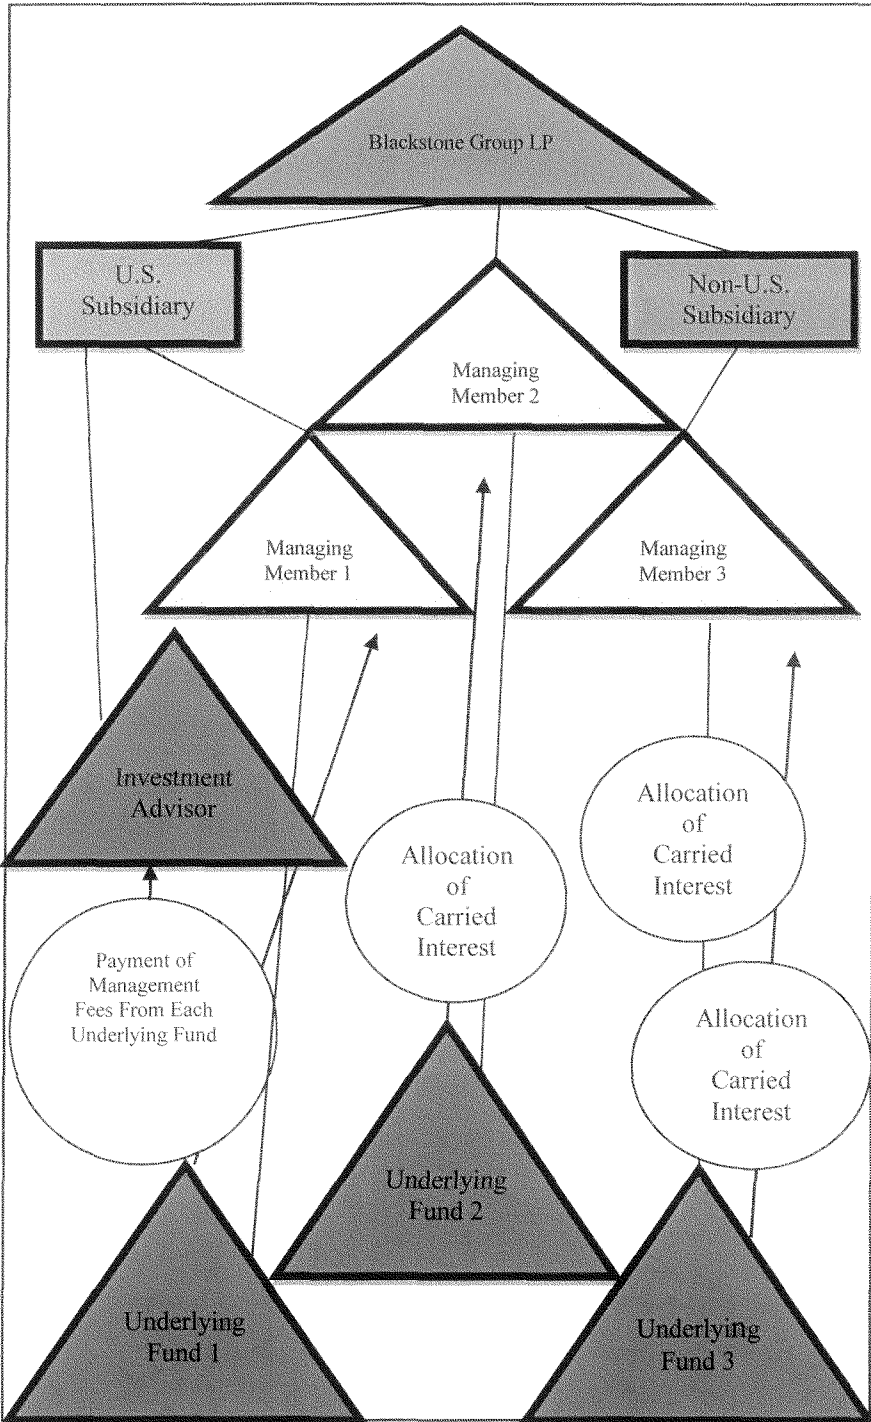 Blackstone Group LP
U.S.
Subsidiary
Non-U.S.
Subsidiary
Managing
Member 2
Managing
Member 1
Managing
Member 3
Investment
Advisor
Allocation
of
Carried
Interest
Allocation
of
Carried
Interest
Payment of
Management
Fees From Each
Underlying Fund
Allocation
of
Carried
Interest
Underlying
Fund 2
Underlying
Fund 1
Underlying
Fund 3